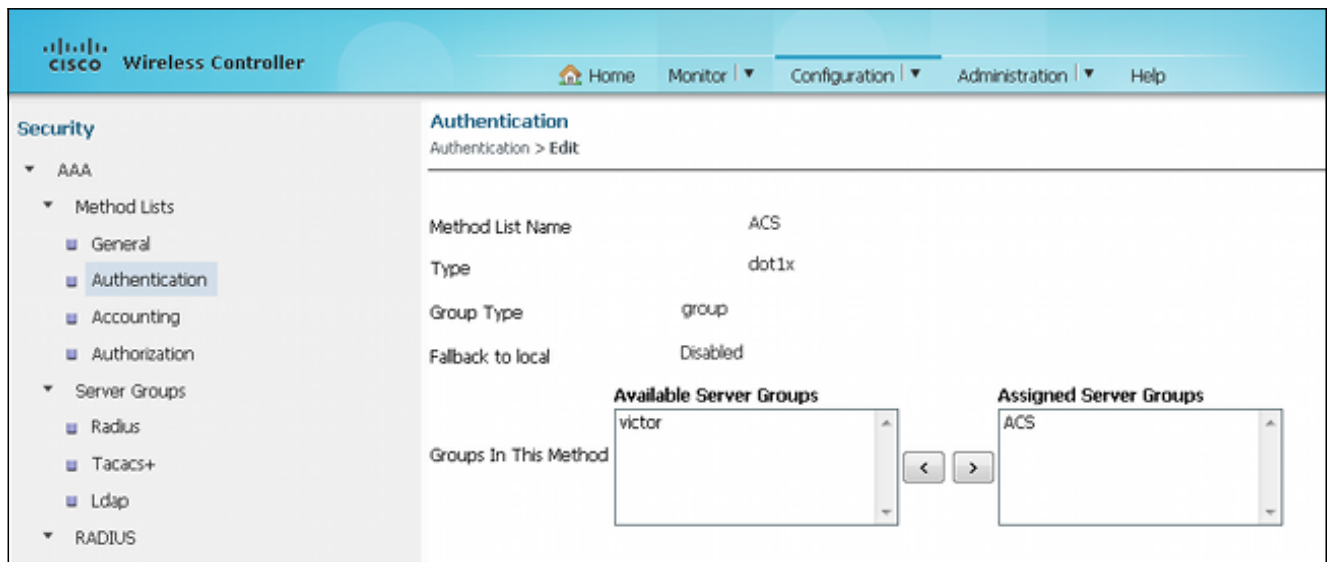 CISCO Wireless Controller
Home Monitor Configuration Administration Help
Security
AAA
Method Lists
General
Authentication
Accounting
Authorization
Server Groups
Radius
Tacacs+
Ldap
RADIUS
Authentication
Authentication > Edit
Method List Name ACS
Type dot1x
Group Type group
Fallback to local Disabled
Available Server Groups Assigned Server Groups
Groups In This Method victor < > ACS